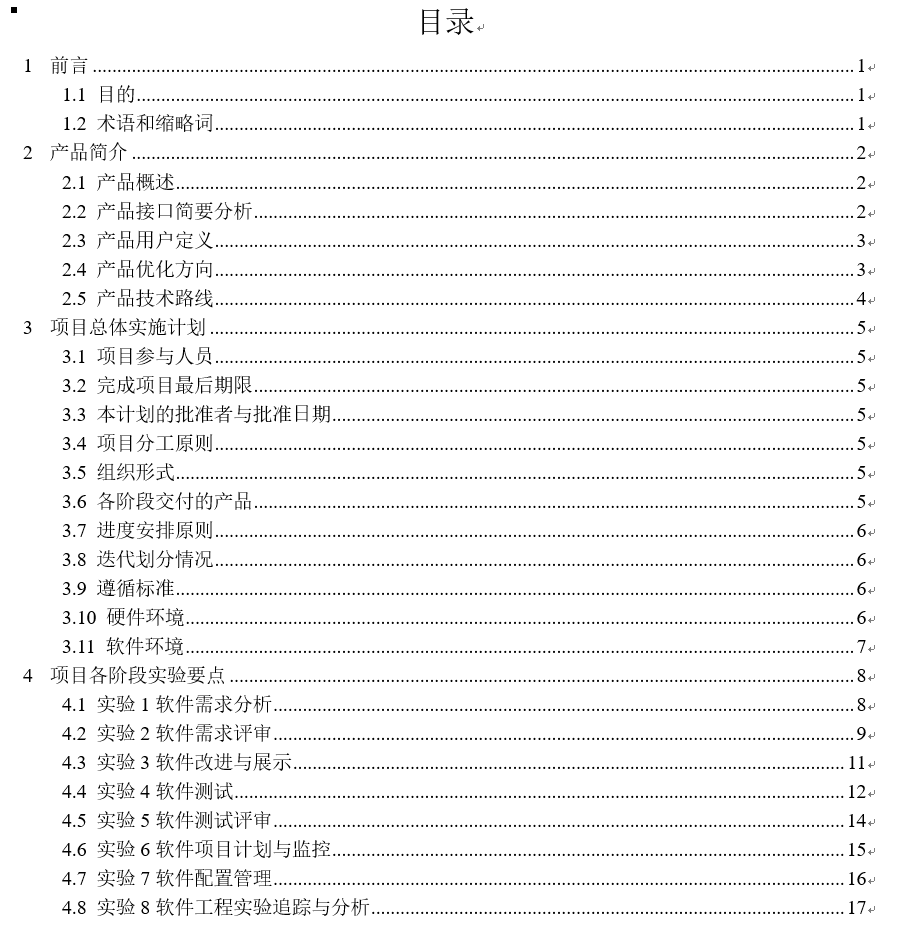 目录
1 前言 1
1.1 目的 1
1.2 术语和缩略词 1
2 产品简介 2
2.1 产品概述 2
2.2 产品接口简要分析 2
2.3 产品用户定义 3
2.4 产品优化方向 3
2.5 产品技术路线 4
3 项目总体实施计划 5
3.1 项目参与人员 5
3.2 完成项目最后期限 5
3.3 本计划的批准者与批准日期 5
3.4 项目分工原则 5
3.5 组织形式 5
3.6 各阶段交付的产品 5
3.7 进度安排原则 6
3.8 迭代划分情况 6
3.9 遵循标准 6
3.10 硬件环境 6
3.11 软件环境 7
4 项目各阶段实验要点 8
4.1 实验 1 软件需求分析 8
4.2 实验 2 软件需求评审 9
4.3 实验 3 软件改进与展示 11
4.4 实验 4 软件测试 12
4.5 实验 5 软件测试评审 14
4.6 实验 6 软件项目计划与监控 15
4.7 实验 7 软件配置管理 16
4.8 实验 8 软件工程实验追踪与分析 17